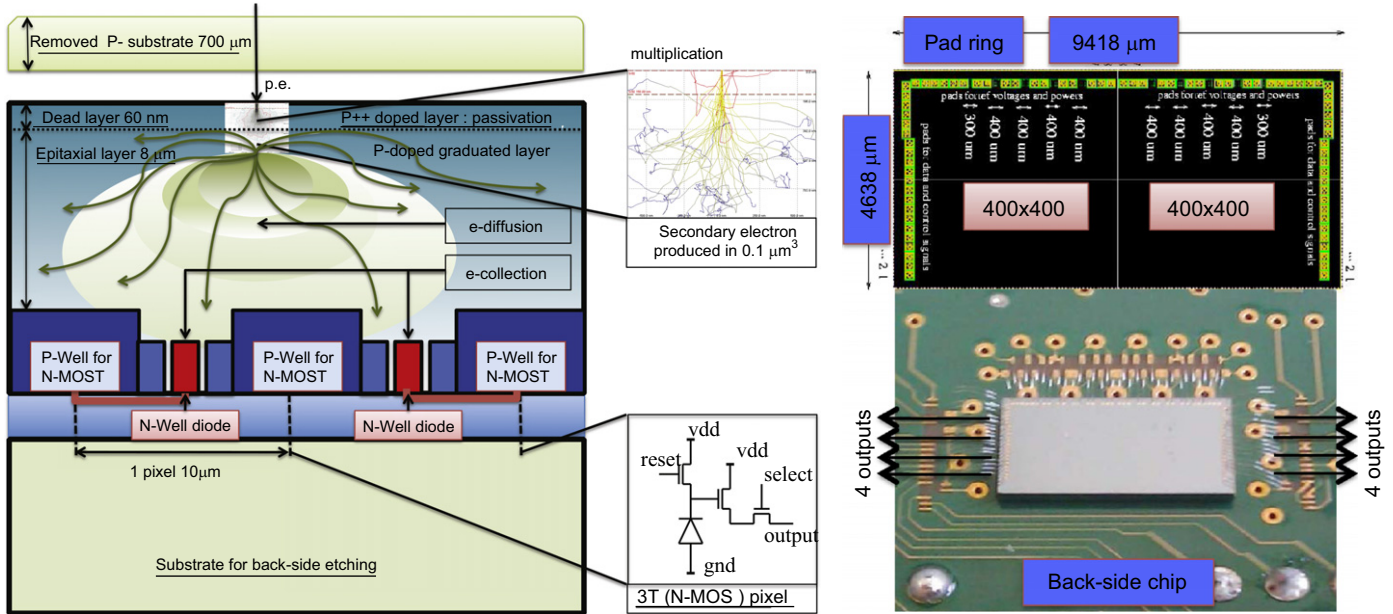 Removed P- substrate 700 μm
p.e.
Dead layer 60 nm
P++ doped layer : passivation
Epitaxial layer 8 μm
P-doped graduated layer
e-diffusion
e-collection
P-Well for
N-MOST
P-Well for
N-MOST
P-Well for
N-MOST
N-Well diode
N-Well diode
1 pixel 10μm
Substrate for back-side etching
multiplication
Secondary electron
produced in 0.1 μm³
vdd
reset
vdd
select
output
gnd
3T (N-MOS ) pixel
Pad ring
9418 μm
4638 μm
pads for ref voltages and powers
pads for ref voltages and powers
300 um
400 um
400 um
400 um
400 um
400 um
400 um
400 um
400 um
300 um
pads for data and control signals
pads for data and control signals
400x400
400x400
... 2 1
... 2 1
4 outputs
4 outputs
Back-side chip